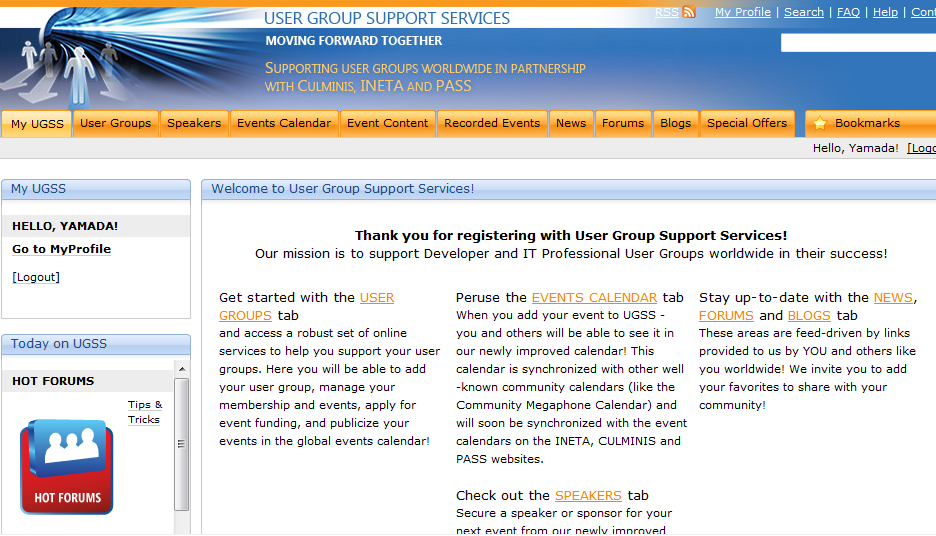 USER GROUP SUPPORT SERVICES
RSS My Profile | Search | FAQ | Help |
MOVING FORWARD TOGETHER
SUPPORTING USER GROUPS WORLDWIDE IN PARTNERSHIP
WITH CULMINIS, INETA AND PASS
My UGSS User Groups Speakers Events Calendar Event Content Recorded Events News Forums Blogs Special Offers Bookmarks
Hello, Yamada!
My UGSS
HELLO, YAMADA!
Go to MyProfile
[Logout]
Today on UGSS
HOT FORUMS
Tips &
Tricks
HOT FORUMS
Welcome to User Group Support Services!
Thank you for registering with User Group Support Services!
Our mission is to support Developer and IT Professional User Groups worldwide in their success!
Get started with the USER
GROUPS tab
and access a robust set of online
services to help you support your user
groups. Here you will be able to add
your user group, manage your
membership and events, apply for
event funding, and publicize your
events in the global events calendar!
Peruse the EVENTS CALENDAR tab
When you add your event to UGSS -
you and others will be able to see it in
our newly improved calendar! This
calendar is synchronized with other well
-known community calendars (like the
Community Megaphone Calendar) and
will soon be synchronized with the event
calendars on the INETA, CULMINIS and
PASS websites.
Check out the SPEAKERS tab
Secure a speaker or sponsor for your
next event from our newly improved
Stay up-to-date with the NEWS,
FORUMS and BLOGS tab
These areas are feed-driven by links
provided to us by YOU and others like
you worldwide! We invite you to add
your favorites to share with your
community!